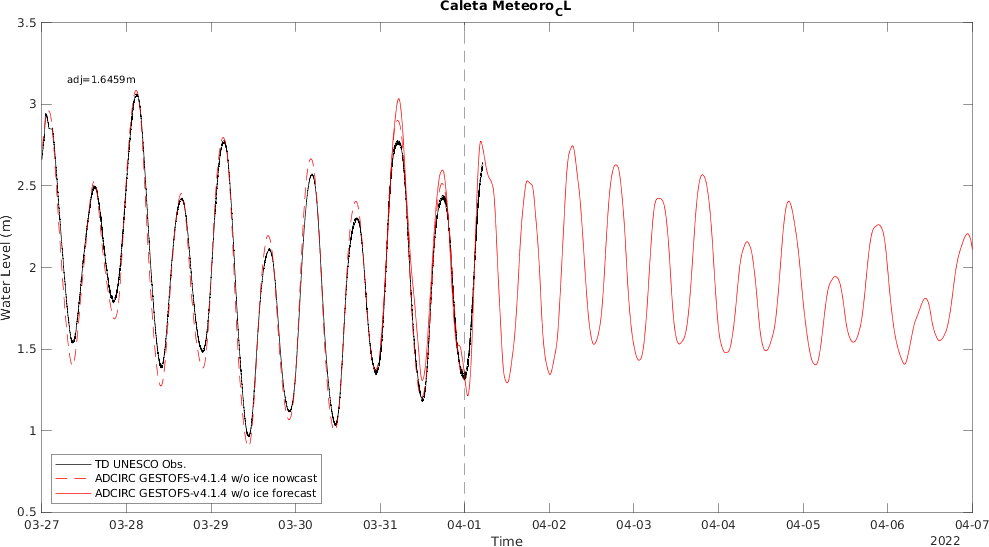 Caleta Meteoro_CL
3.5
adj=1.6459m
3
2.5
2
1.5
1
0.5
Water Level (m)
TD UNESCO Obs.
ADCIRC GESTOFS-v4.1.4 w/o ice nowcast
ADCIRC GESTOFS-v4.1.4 w/o ice forecast
03-27 03-28 03-29 03-30 03-31 04-01 04-02 04-03 04-04 04-05 04-06 04-07
Time
2022